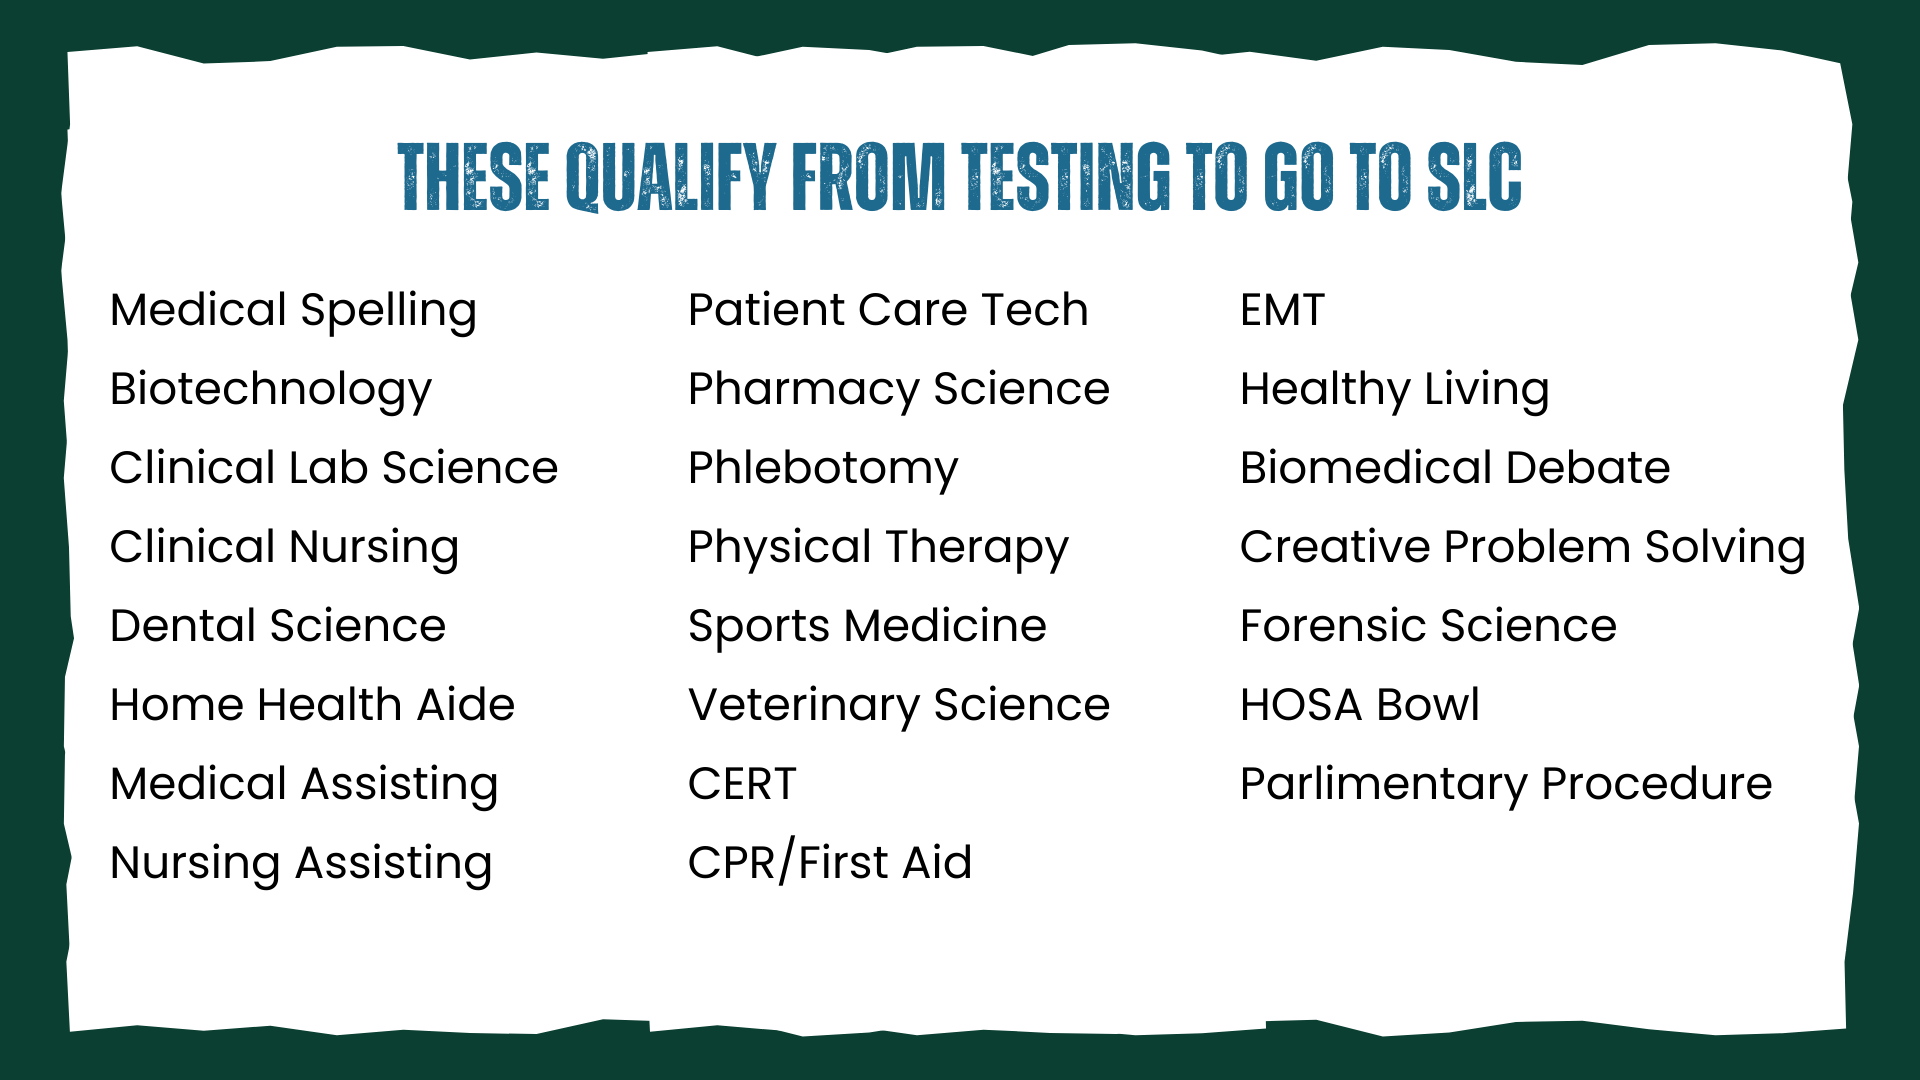 THESE QUALIFY FROM TESTING TO GO TO SLC
Medical Spelling
Biotechnology
Clinical Lab Science
Clinical Nursing
Dental Science
Home Health Aide
Medical Assisting
Nursing Assisting
Patient Care Tech
Pharmacy Science
Phlebotomy
Physical Therapy
Sports Medicine
Veterinary Science
CERT
CPR/First Aid
EMT
Healthy Living
Biomedical Debate
Creative Problem Solving
Forensic Science
HOSA Bowl
Parlimentary Procedure